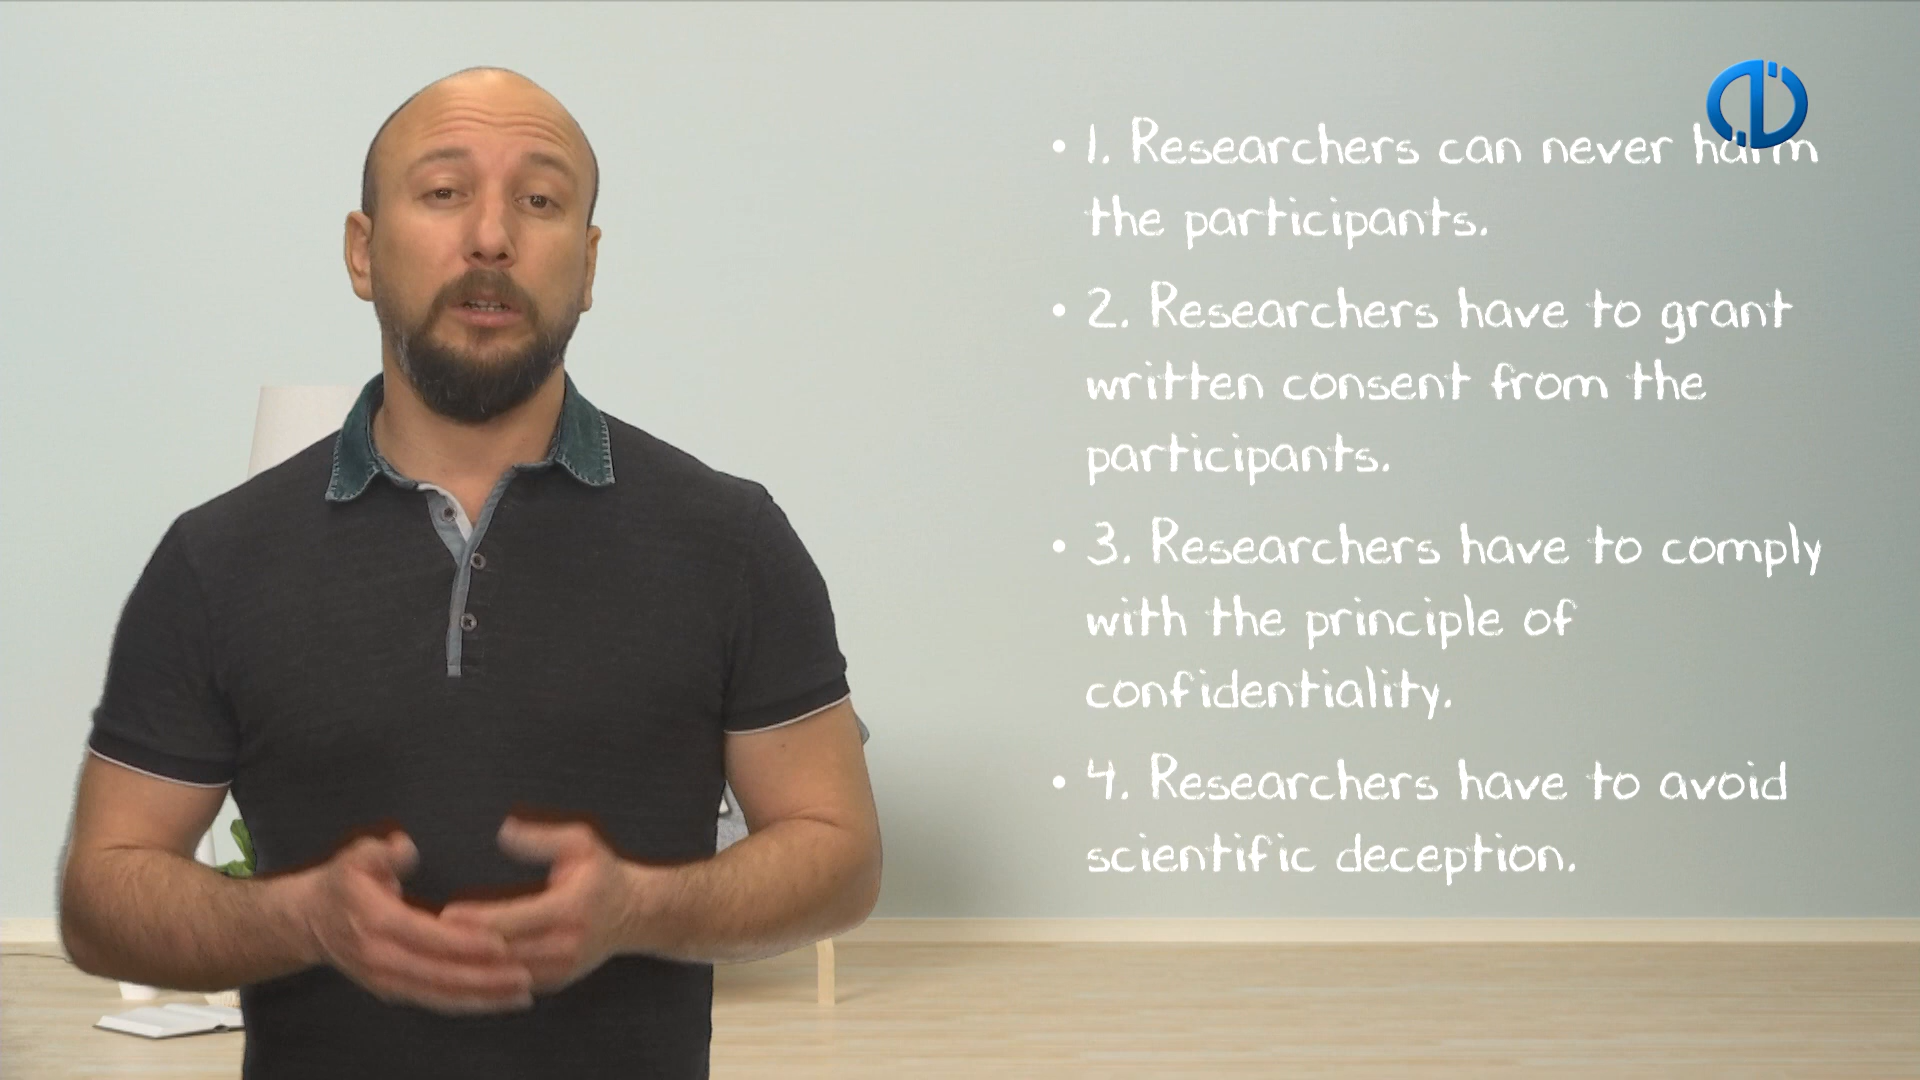 • 1. Researchers can never harm
the participants.
• 2. Researchers have to grant
written consent from the
participants.
• 3. Researchers have to comply
with the principle of
confidentiality.
• 4. Researchers have to avoid
scientific deception.